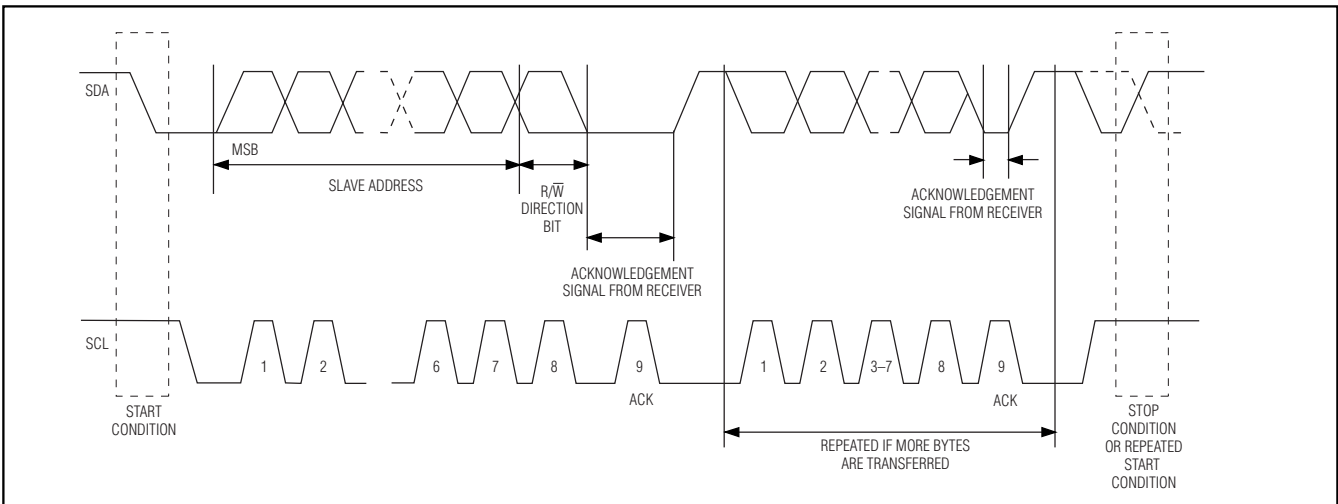 SDA
MSB
SLAVE ADDRESS
R/W̅
DIRECTION
BIT
ACKNOWLEDGEMENT
SIGNAL FROM RECEIVER
ACKNOWLEDGEMENT
SIGNAL FROM RECEIVER
SCL
1 2 6 7 8 9 1 2 3–7 8 9
ACK ACK
START
CONDITION
REPEATED IF MORE BYTES
ARE TRANSFERRED
STOP
CONDITION
OR REPEATED
START
CONDITION